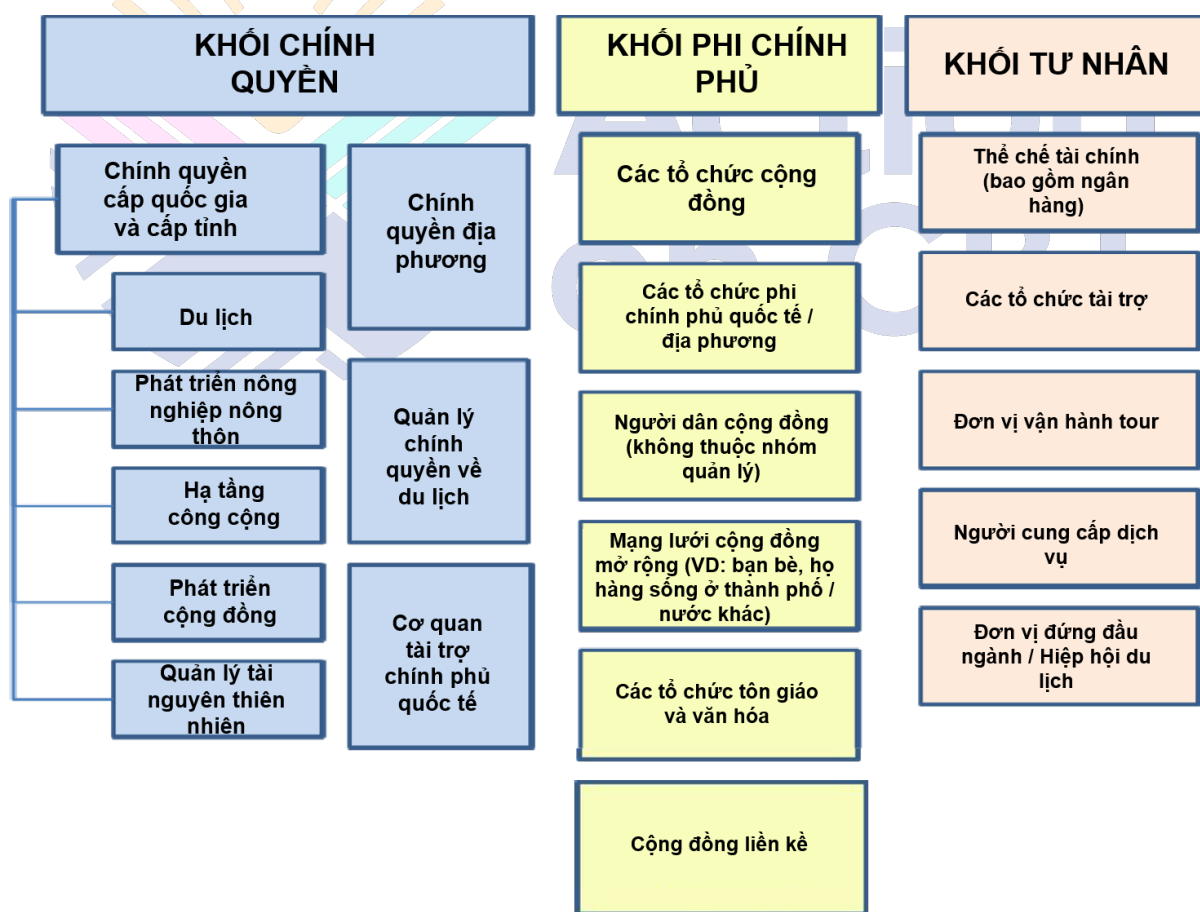 KHỐI CHÍNH
QUYỀN
Chính quyền
cấp quốc gia
và cấp tỉnh
Du lịch
Phát triển nông
nghiệp nông
thôn
Hạ tầng
công cộng
Phát triển
cộng đồng
Quản lý tài
nguyên thiên
nhiên
Chính
quyền địa
phương
Quản lý
chính
quyền về
du lịch
Cơ quan
tài trợ
chính phủ
quốc tế
KHỐI PHI CHÍNH
PHỦ
Các tổ chức cộng
đồng
Các tổ chức phi
chính phủ quốc tế /
địa phương
Người dân cộng đồng
(không thuộc nhóm
quản lý)
Mạng lưới cộng đồng
mở rộng (VD: bạn bè, họ
hàng sống ở thành phố /
nước khác)
Các tổ chức tôn giáo
và văn hóa
Cộng đồng liền kề
KHỐI TƯ NHÂN
Thể chế tài chính
(bao gồm ngân
hàng)
Các tổ chức tài trợ
Đơn vị vận hành tour
Người cung cấp dịch
vụ
Đơn vị đứng đầu
ngành / Hiệp hội du
lịch